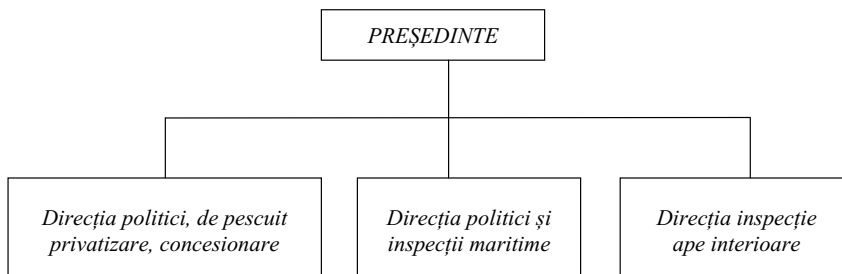 PREȘEDINTE
Direcția politici, de pescuit
privatizare, concesionare
Direcția politici și
inspecții maritime
Direcția inspecție
ape interioare